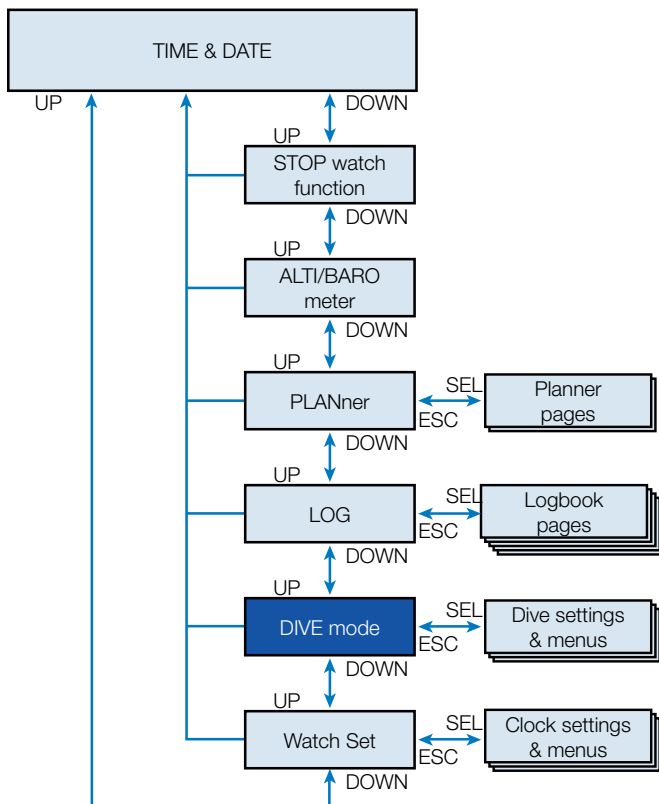 TIME & DATE
UP
DOWN
UP
STOP watch
function
DOWN
UP
ALTI/BARO
meter
DOWN
UP
PLANner
SEL
ESC
Planner
pages
DOWN
UP
LOG
SEL
ESC
Logbook
pages
DOWN
UP
DIVE mode
SEL
ESC
Dive settings
& menus
DOWN
UP
Watch Set
SEL
ESC
Clock settings
& menus
DOWN